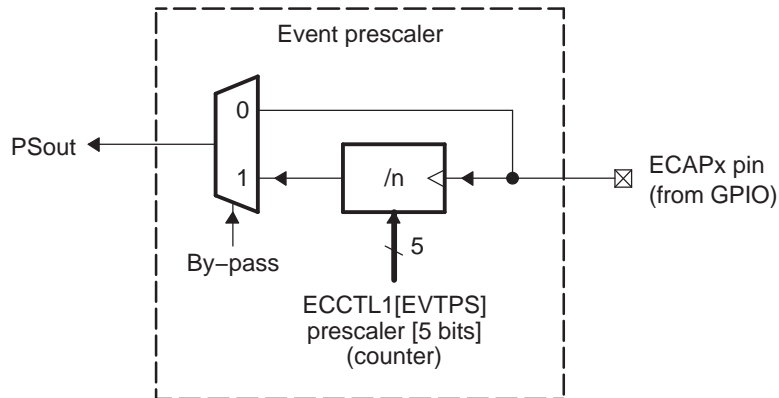 Event prescaler
0
PSout
1
/n
ECAPx pin
(from GPIO)
5
By−pass
ECCTL1[EVTPS]
prescaler [5 bits]
(counter)